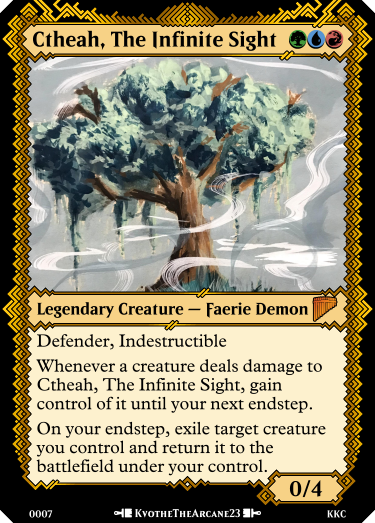 Ctheah, The Infinite Sight
Legendary Creature — Faerie Demon
Defender, Indestructible
Whenever a creature deals damage to
Ctheah, The Infinite Sight, gain
control of it until your next endstep.
On your endstep, exile target creature
you control and return it to the
battlefield under your control.
0/4
0007 KvotheTheArcane23 KKC